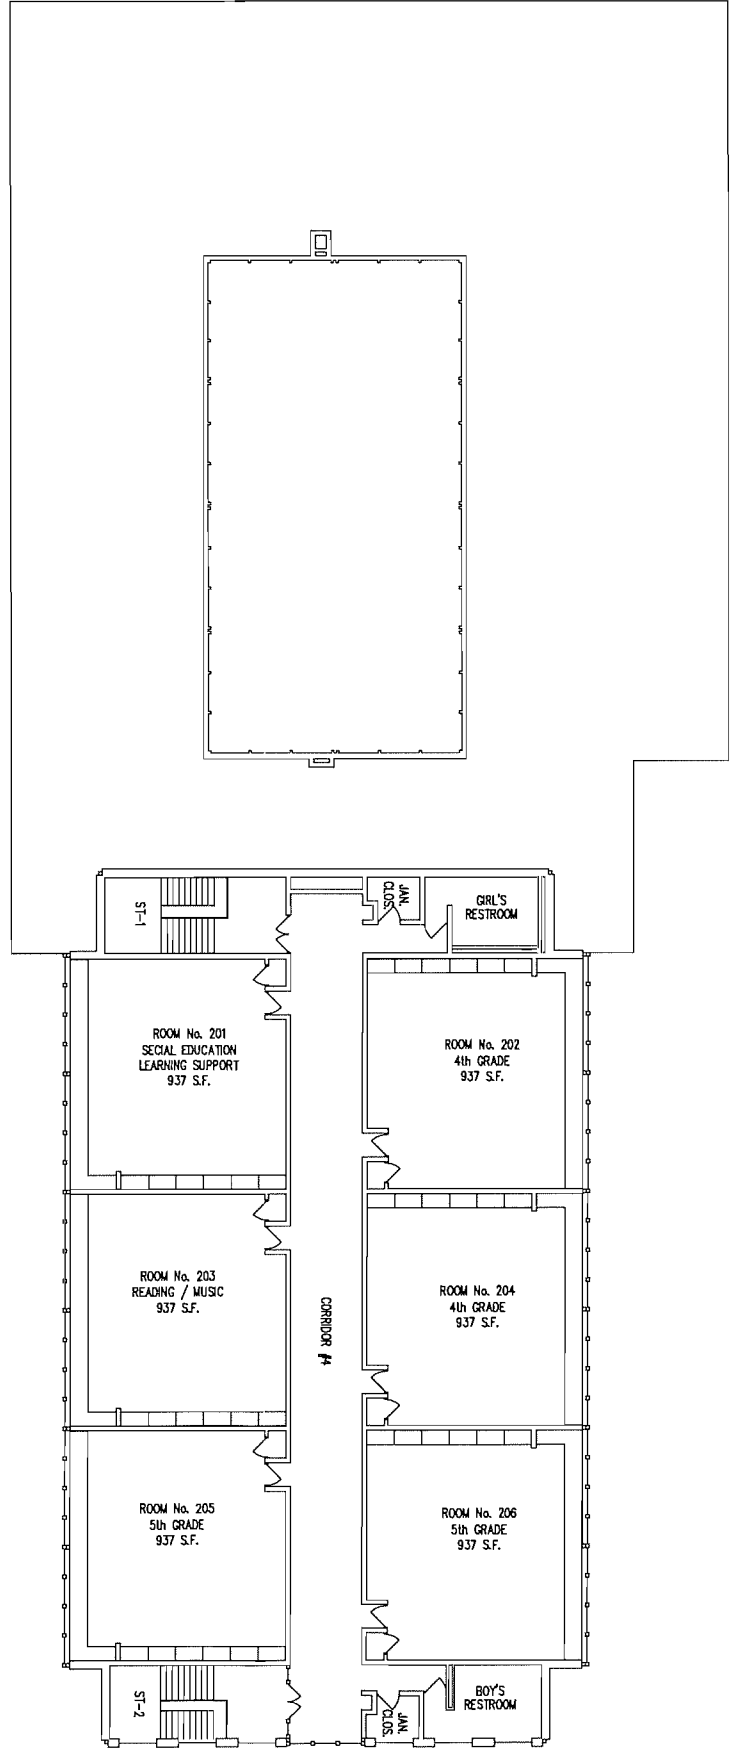 ST-1
JAN.
CLOS.
GIRL'S
RESTROOM
ROOM No. 201
SECIAL EDUCATION
LEARNING SUPPORT
937 S.F.
ROOM No. 202
4th GRADE
937 S.F.
ROOM No. 203
READING / MUSIC
937 S.F.
ROOM No. 204
4th GRADE
937 S.F.
CORRIDOR #4
ROOM No. 205
5th GRADE
937 S.F.
ROOM No. 206
5th GRADE
937 S.F.
ST-2
JAN.
CLOS.
BOY'S
RESTROOM